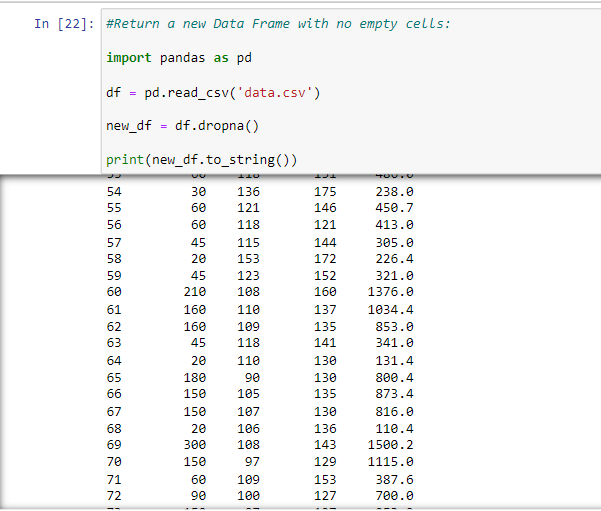 In [22]: #Return a new Data Frame with no empty cells:
import pandas as pd
df = pd.read_csv('data.csv')
new_df = df.dropna()
print(new_df.to_string())
54 30 136 175 238.0
55 60 121 146 450.7
56 60 118 121 413.0
57 45 115 144 305.0
58 20 153 172 226.4
59 45 123 152 321.0
60 210 108 160 1376.0
61 160 110 137 1034.4
62 160 109 135 853.0
63 45 118 141 341.0
64 20 110 130 131.4
65 180 90 130 800.4
66 150 105 135 873.4
67 150 107 130 816.0
68 20 106 136 110.4
69 300 108 143 1500.2
70 150 97 129 1115.0
71 60 109 153 387.6
72 90 100 127 700.0